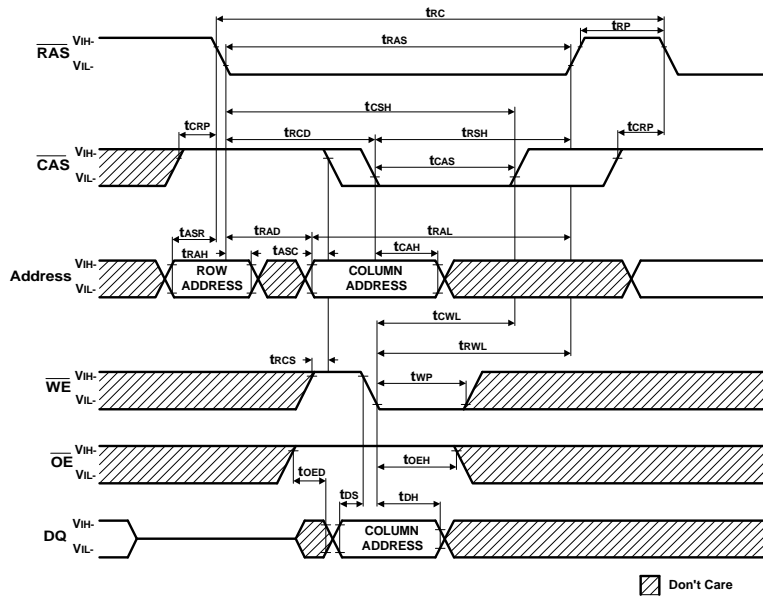 tRC
tRAS
tRP
RAS
VIH-
VIL-
tCSH
tCRP
tRCD
tRSH
tCRP
CAS
VIH-
VIL-
tCAS
tASR
tRAD
tRAL
tRAH
tASC
tCAH
Address
VIH-
VIL-
ROW
ADDRESS
COLUMN
ADDRESS
tCWL
tRWL
tRCS
WE
VIH-
VIL-
tWP
OE
VIH-
VIL-
tOEH
tOED
tDS
tDH
DQ
VIH-
VIL-
COLUMN
ADDRESS
Don't Care